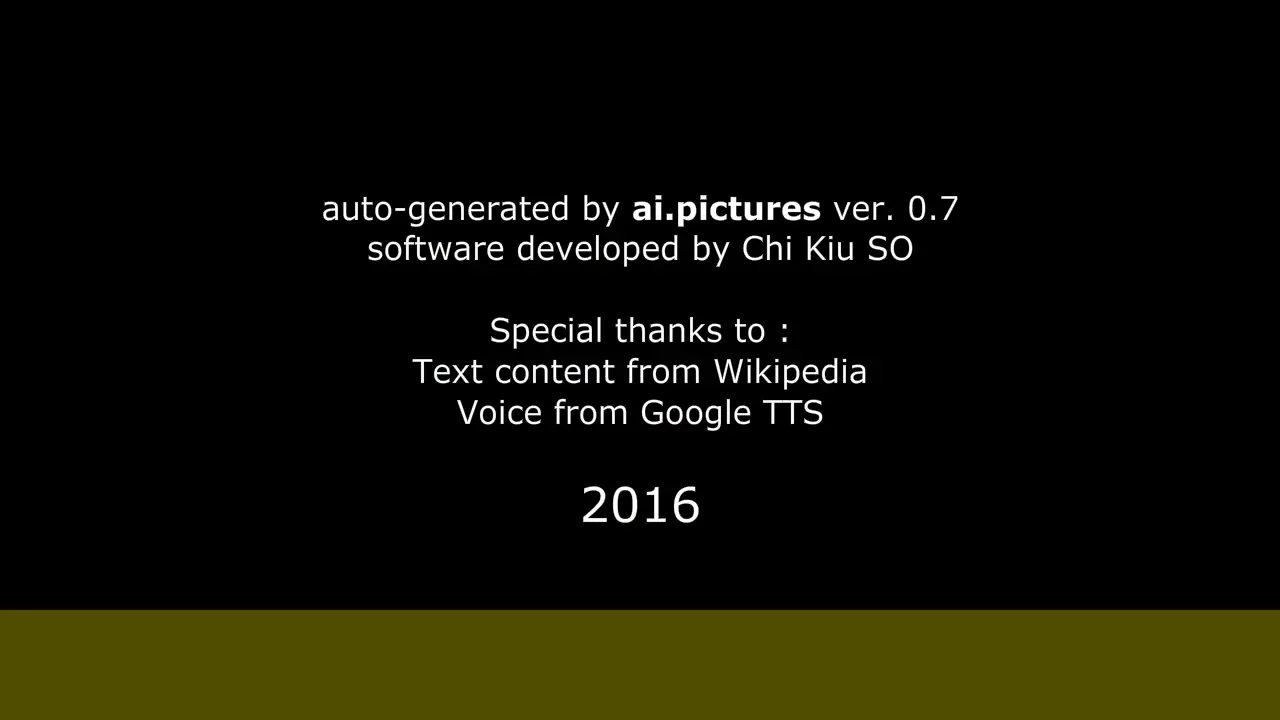 auto-generated by ai.pictures ver. 0.7
software developed by Chi Kiu SO
Special thanks to :
Text content from Wikipedia
Voice from Google TTS
2016